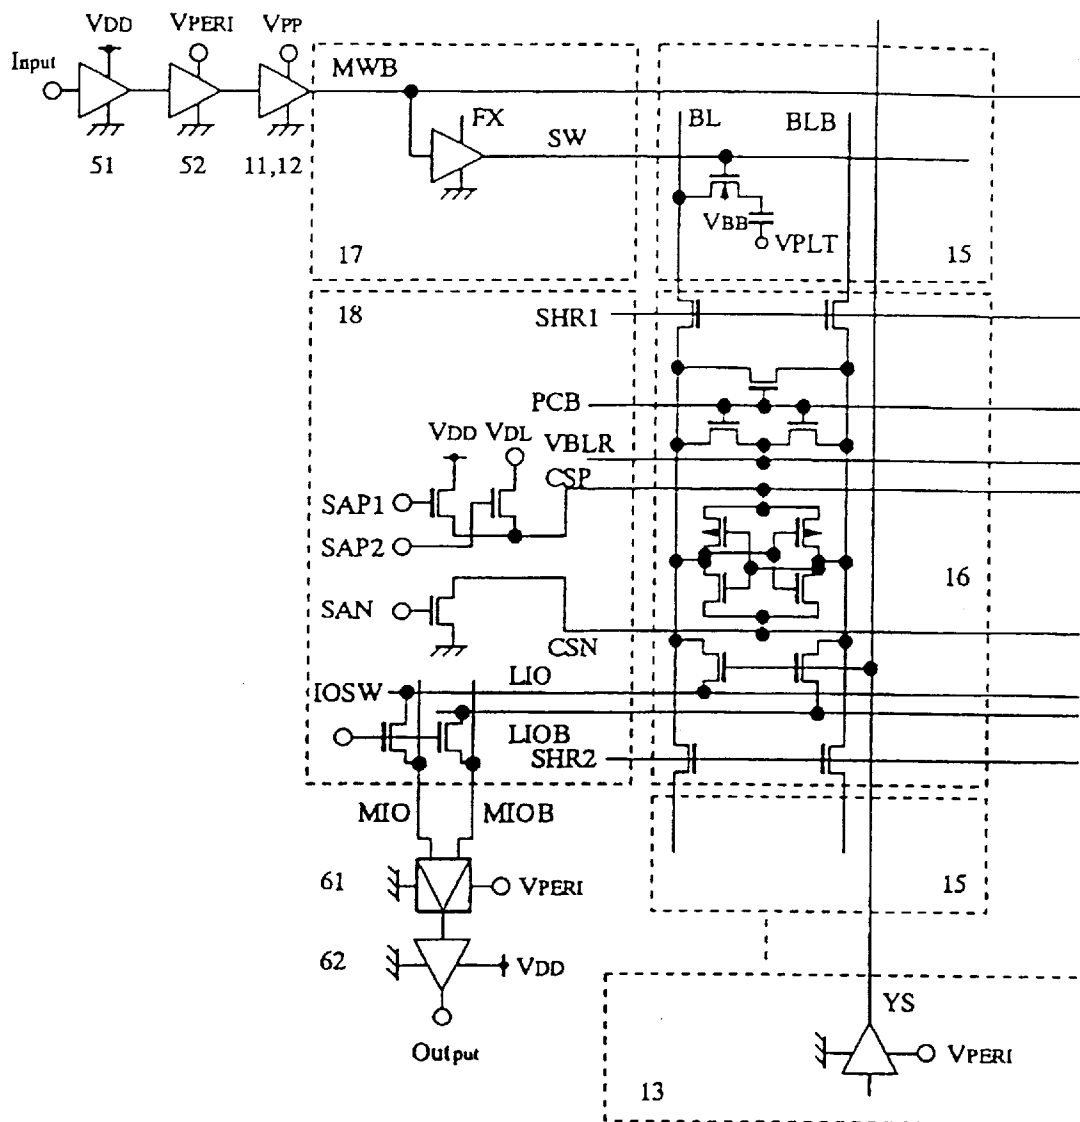 VDD VPERI VPP
Input
MWB
FX
SW
BL
BLB
51
52
11,12
VBB
VPLT
17
15
18
SHR1
PCB
VDD VDL
VBLR
CSP
SAP1
SAP2
16
SAN
CSN
LIO
IOSW
LIOB
SHR2
MIO
MIOB
61
VPERI
15
62
VDD
YS
Output
VPERI
13